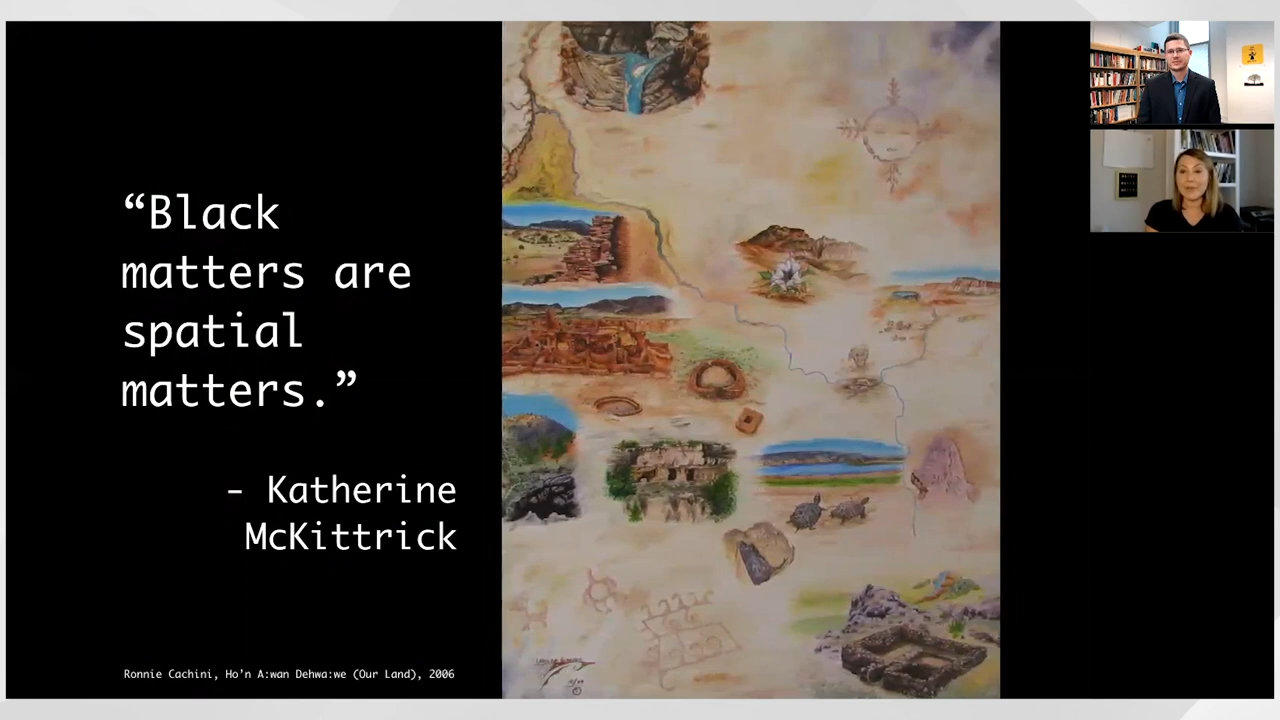 “Black
matters are
spatial
matters.”
- Katherine
McKittrick
Ronnie Cachini, Ho’n A:wan Dehwa:we (Our Land), 2006